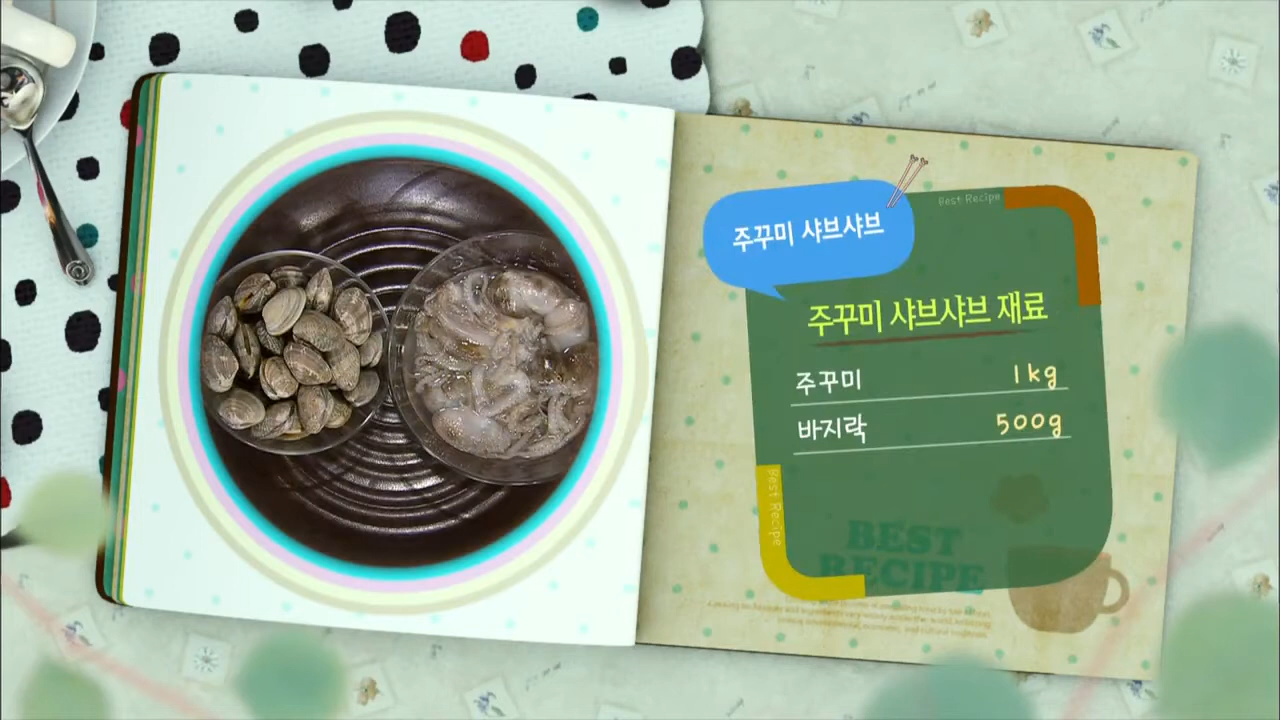 주꾸미 샤브샤브
Best Recipe
주꾸미 샤브샤브 재료
주꾸미 1kg
바지락 500g
Best Recipe
BEST
RECIPE